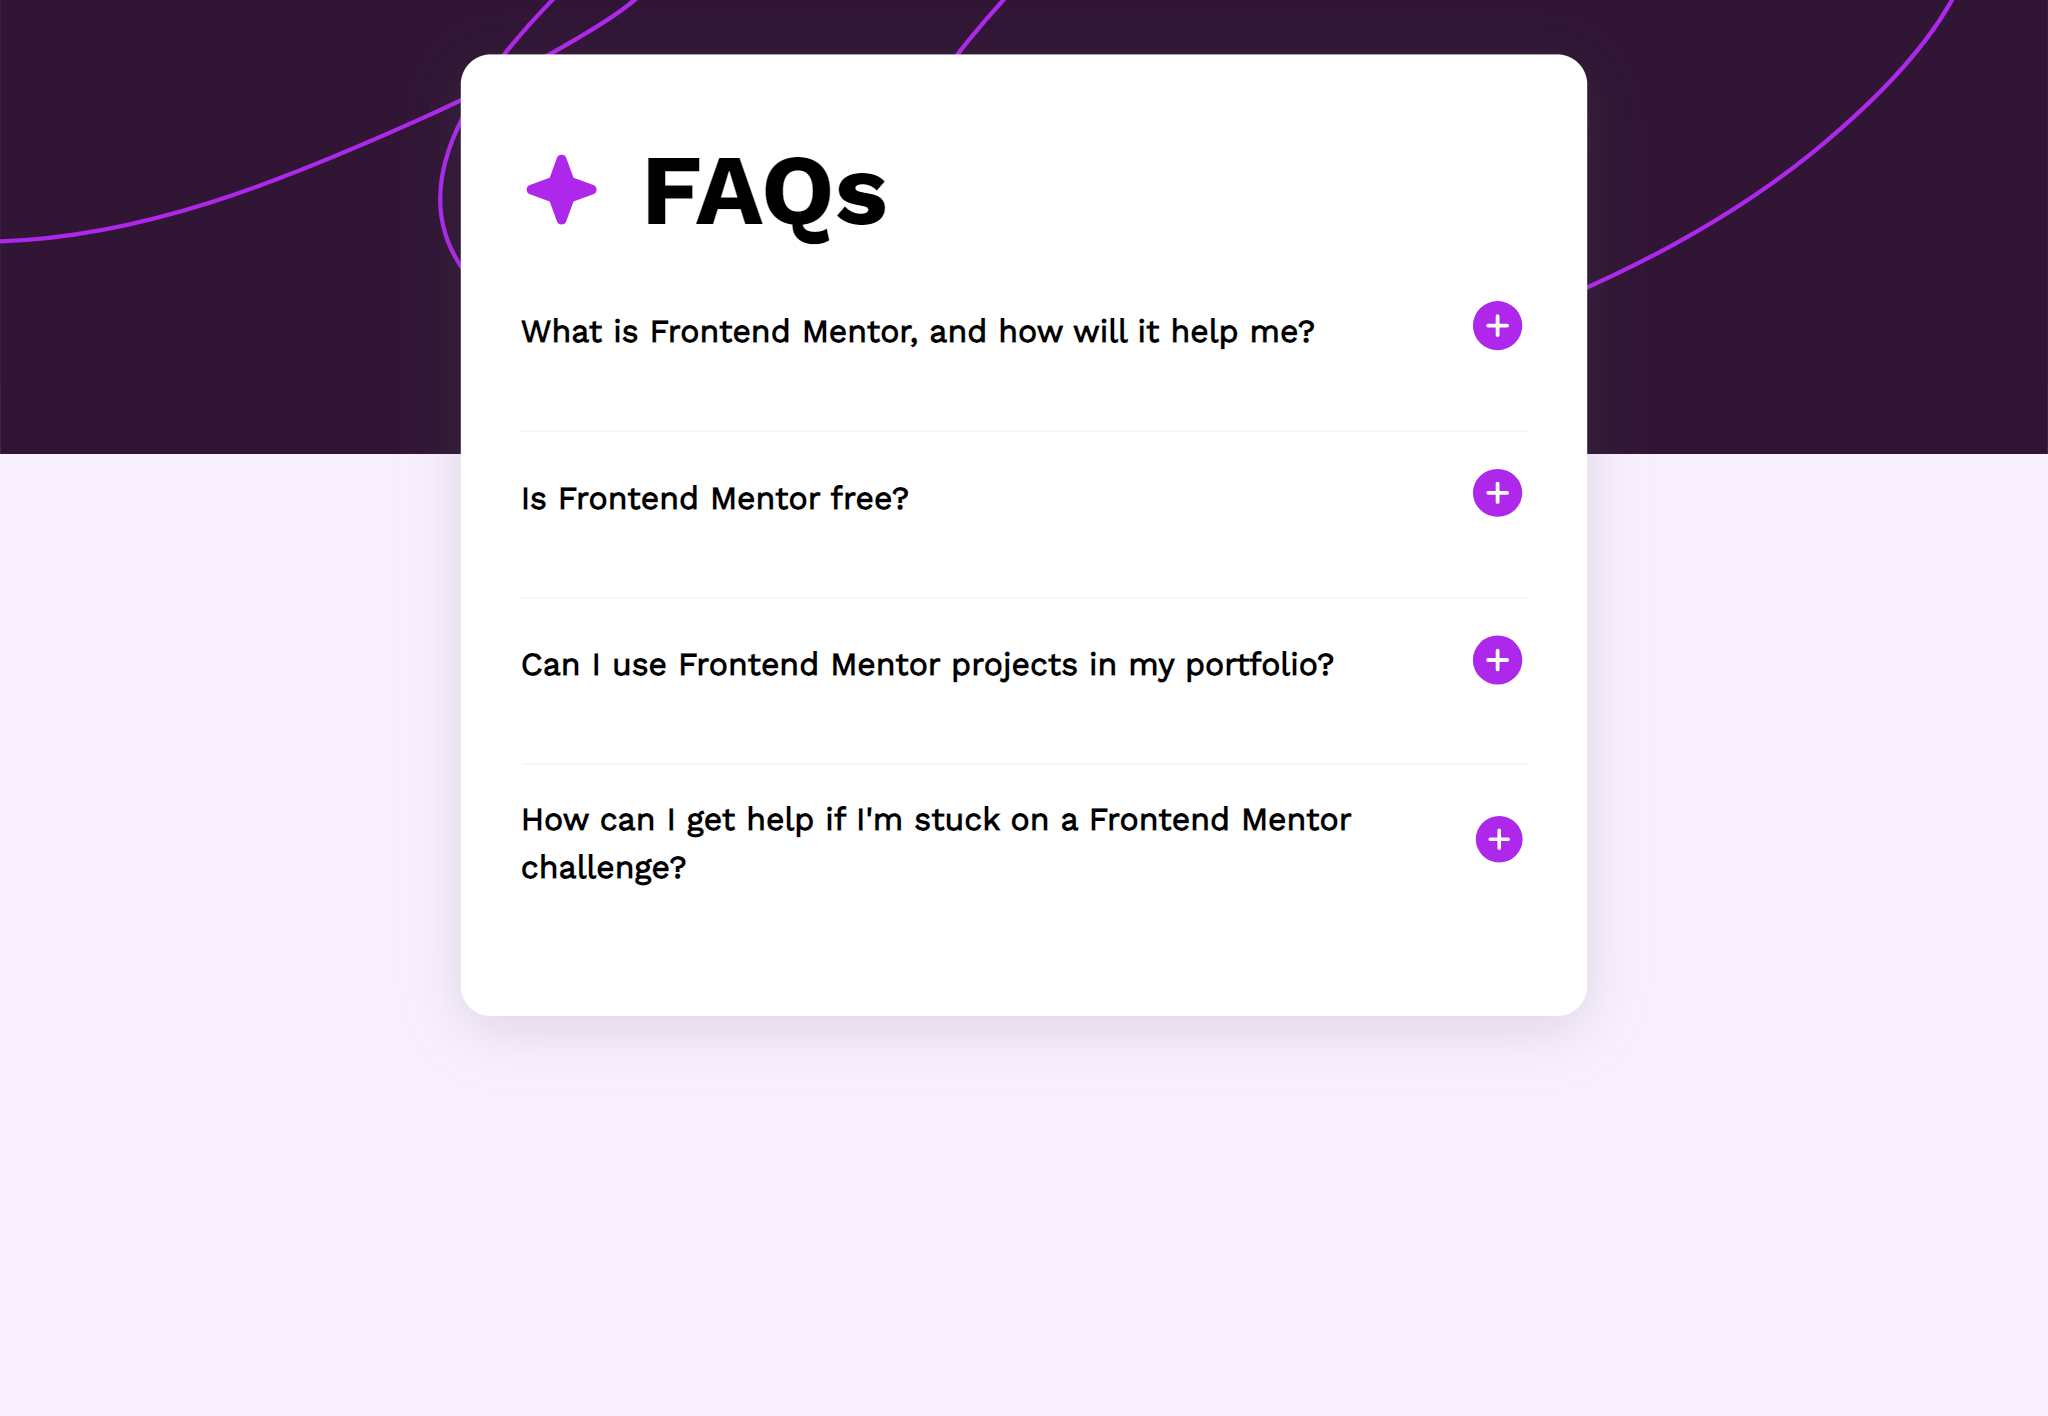 FAQs
What is Frontend Mentor, and how will it help me?
Is Frontend Mentor free?
Can I use Frontend Mentor projects in my portfolio?
How can I get help if I'm stuck on a Frontend Mentor
challenge?